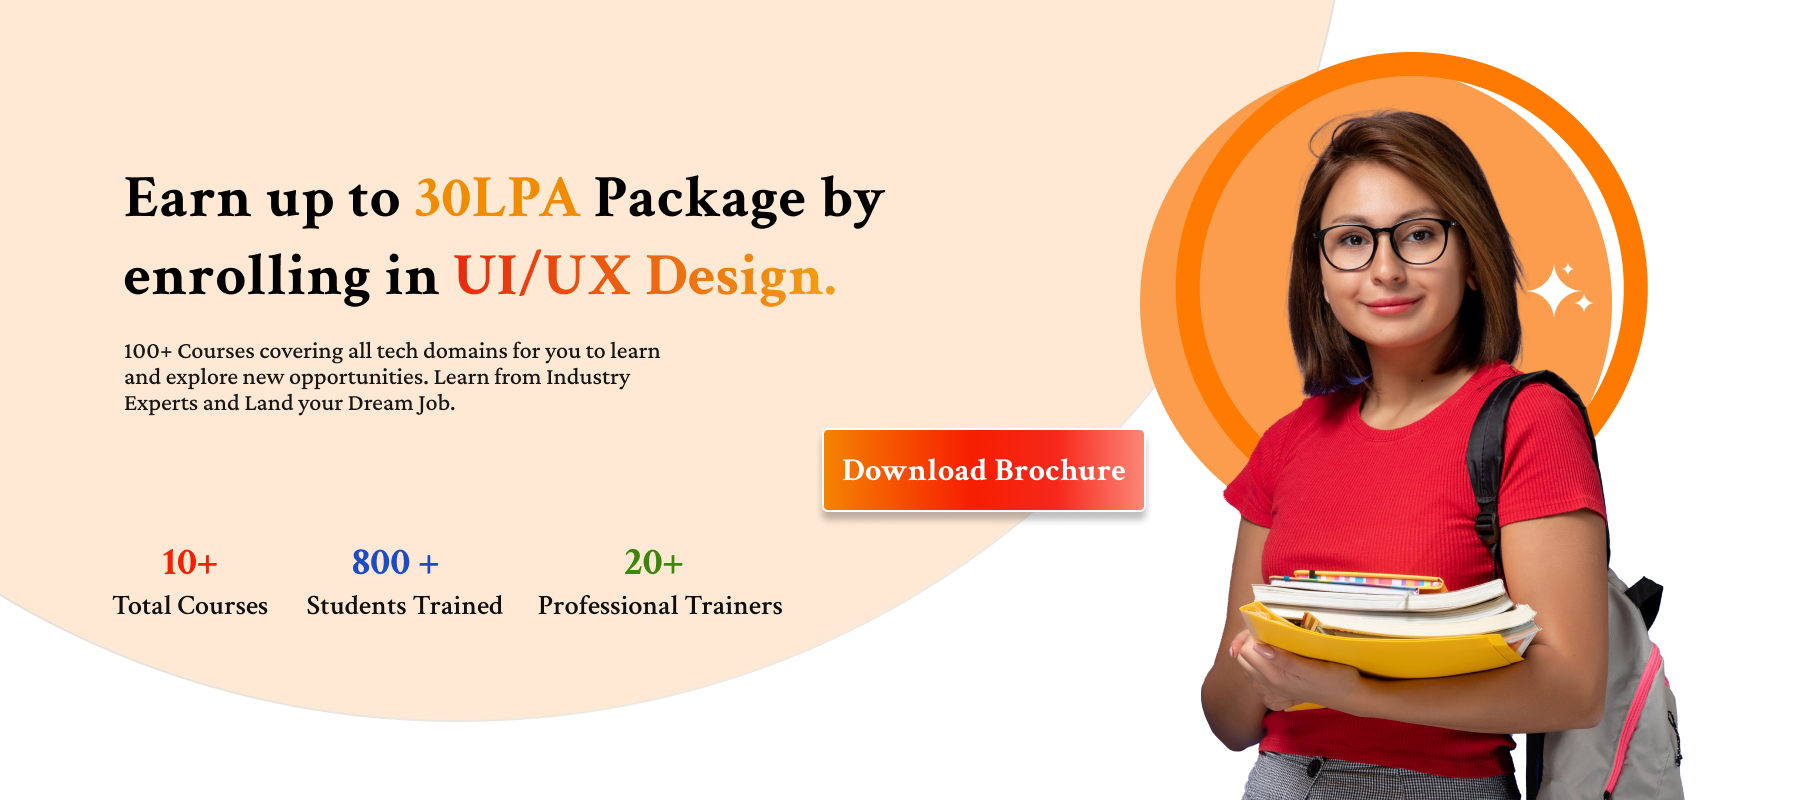 Earn up to 30LPA Package by
enrolling in UI/UX Design.
100+ Courses covering all tech domains for you to learn
and explore new opportunities. Learn from Industry
Experts and Land your Dream Job.
Download Brochure
10+
Total Courses
800 +
Students Trained
20+
Professional Trainers